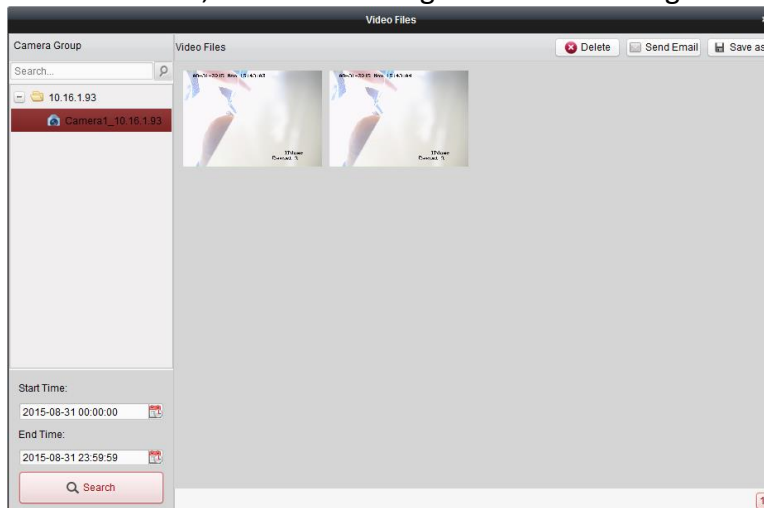 Video Files
Camera Group
Video Files
Delete
Send Email
Save as
Search...
10.16.1.93
Camera1_10.16.1.93
Start Time:
2015-08-31 00:00:00
End Time:
2015-08-31 23:59:59
Search